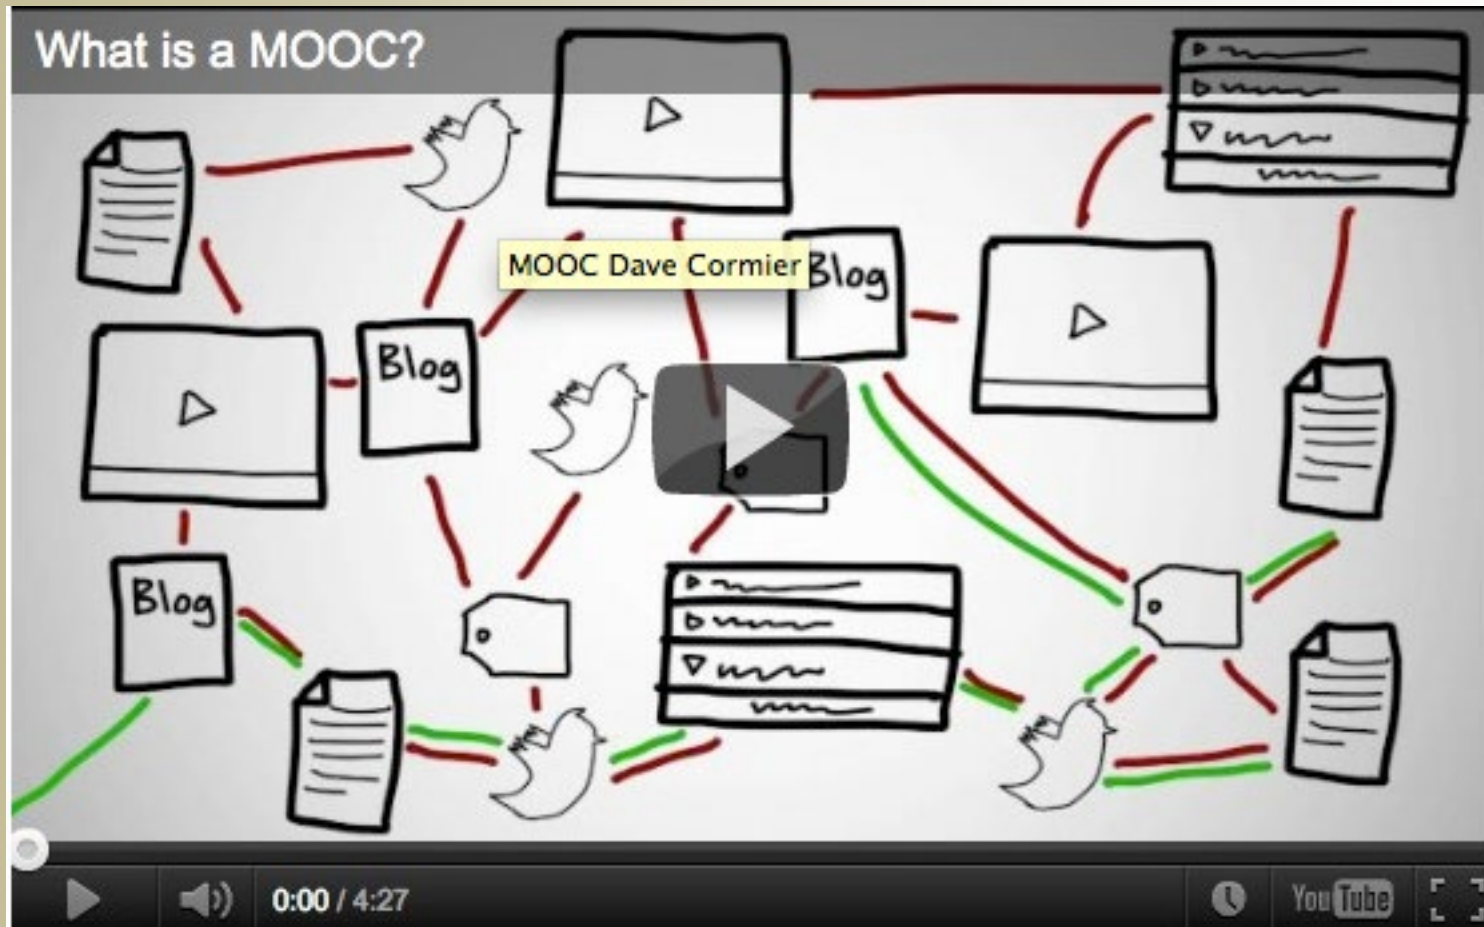 What is a MOOC?
MOOC Dave Cormier
Blog
Blog
Blog
0:00 / 4:27
YouTube